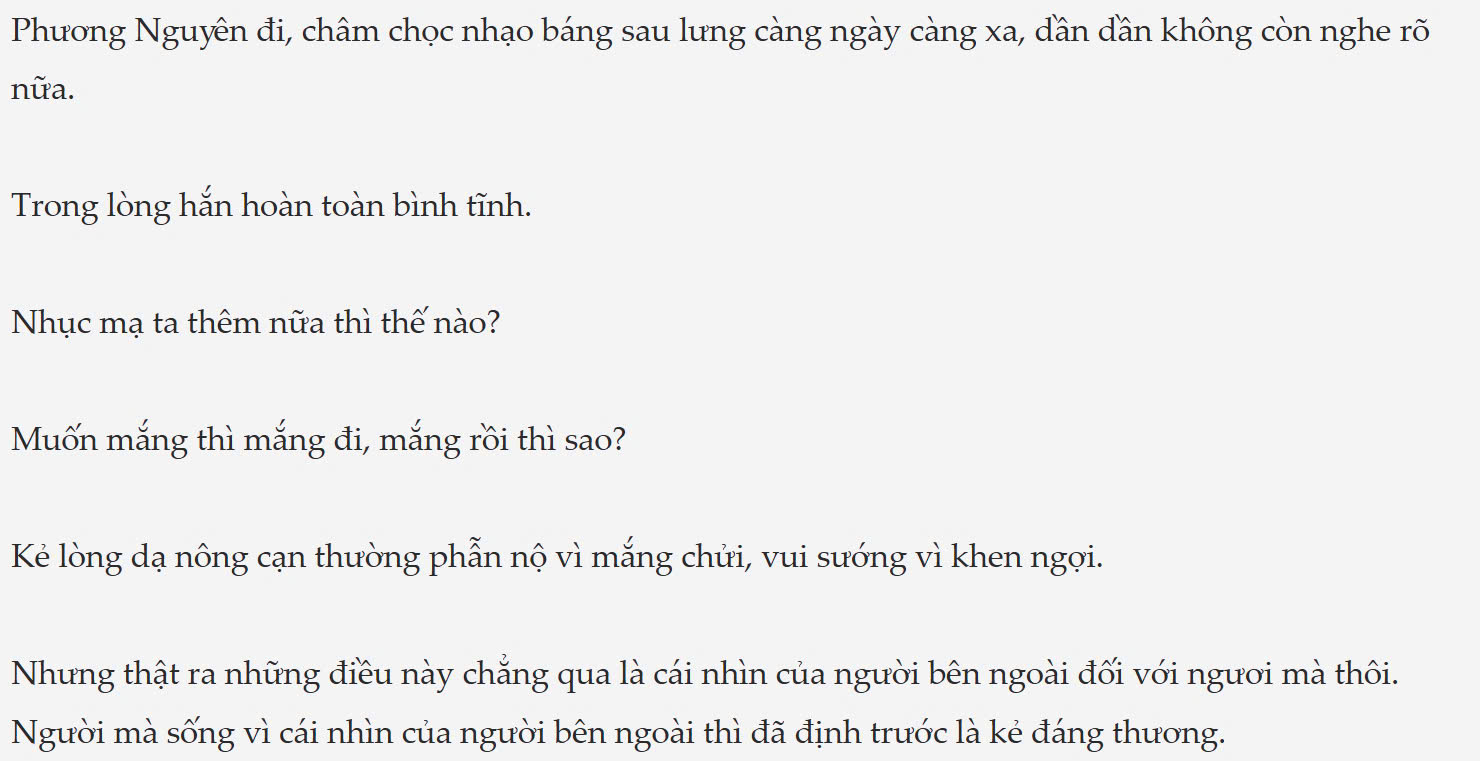 Phương Nguyên đi, châm chọc nhạo báng sau lưng càng ngày càng xa, dần dần không còn nghe rõ
nữa.
Trong lòng hắn hoàn toàn bình tĩnh.
Nhục mạ ta thêm nữa thì thế nào?
Muốn mắng thì mắng đi, mắng rồi thì sao?
Kẻ lòng dạ nông cạn thường phẫn nộ vì mắng chửi, vui sướng vì khen ngợi.
Nhưng thật ra những điều này chẳng qua là cái nhìn của người bên ngoài đối với ngươi mà thôi.
Người mà sống vì cái nhìn của người bên ngoài thì đã định trước là kẻ đáng thương.